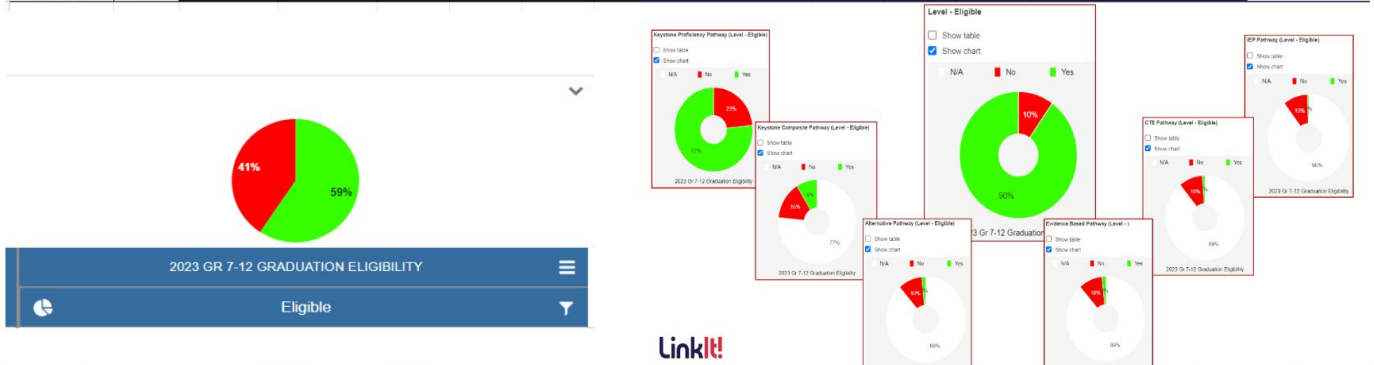 41%
59%
2023 GR 7-12 GRADUATION ELIGIBILITY
Eligible
Keystone Proficiency Pathway (Level - Eligible)
Show table
Show chart
N/A No Yes
23%
77%
2023 Gr 7-12 Graduation Eligibility
Keystone Composite Pathway (Level - Eligible)
Show table
Show chart
N/A No Yes
15%
77%
2023 Gr 7-12 Graduation Eligibility
Level - Eligible
Show table
Show chart
N/A No Yes
10%
90%
3 Gr 7-12 Graduation
Alternative Pathway (Level - Eligible)
Show table
Show chart
N/A No Yes
10%
%
89%
Evidence Based Pathway (Level - )
Show table
Show chart
N/A No Yes
10%
%
CTE Pathway (Level - Eligible)
Show table
Show chart
N/A No Yes
10%
%
2023 Gr 7-12 Graduation Eligibility
IEP Pathway (Level - Eligible)
Show table
Show chart
N/A No Yes
10%
90%
2023 Gr 7-12 Graduation Eligibility
LinkIt!